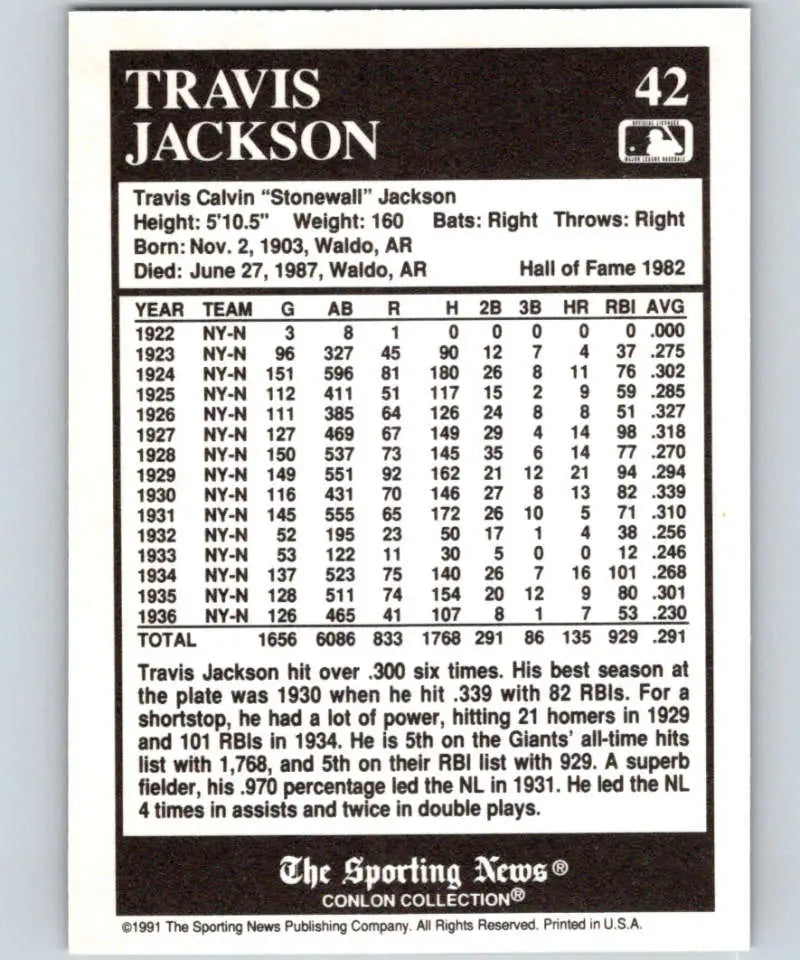 TRAVIS 42
JACKSON
OFFICIAL LICENSEE
MAJOR LEAGUE BASEBALL
Travis Calvin "Stonewall" Jackson
Height: 5'10.5" Weight: 160 Bats: Right Throws: Right
Born: Nov. 2, 1903, Waldo, AR
Died: June 27, 1987, Waldo, AR Hall of Fame 1982
YEAR TEAM G AB R H 2B 3B HR RBI AVG
1922 NY-N 3 8 1 0 0 0 0 0 .000
1923 NY-N 96 327 45 90 12 7 4 37 .275
1924 NY-N 151 596 81 180 26 8 11 76 .302
1925 NY-N 112 411 51 117 15 2 9 59 .285
1926 NY-N 111 385 64 126 24 8 8 51 .327
1927 NY-N 127 469 67 149 29 4 14 98 .318
1928 NY-N 150 537 73 145 35 6 14 77 .270
1929 NY-N 149 551 92 162 21 12 21 94 .294
1930 NY-N 116 431 70 146 27 8 13 82 .339
1931 NY-N 145 555 65 172 26 10 5 71 .310
1932 NY-N 52 195 23 50 17 1 4 38 .256
1933 NY-N 53 122 11 30 5 0 0 12 .246
1934 NY-N 137 523 75 140 26 7 16 101 .268
1935 NY-N 128 511 74 154 20 12 9 80 .301
1936 NY-N 126 465 41 107 8 1 7 53 .230
TOTAL 1656 6086 833 1768 291 86 135 929 .291
Travis Jackson hit over .300 six times. His best season at
the plate was 1930 when he hit .339 with 82 RBIs. For a
shortstop, he had a lot of power, hitting 21 homers in 1929
and 101 RBIs in 1934. He is 5th on the Giants' all-time hits
list with 1,768, and 5th on their RBI list with 929. A superb
fielder, his .970 percentage led the NL in 1931. He led the NL
4 times in assists and twice in double plays.
The Sporting News®
CONLON COLLECTION®
©1991 The Sporting News Publishing Company. All Rights Reserved. Printed in U.S.A.